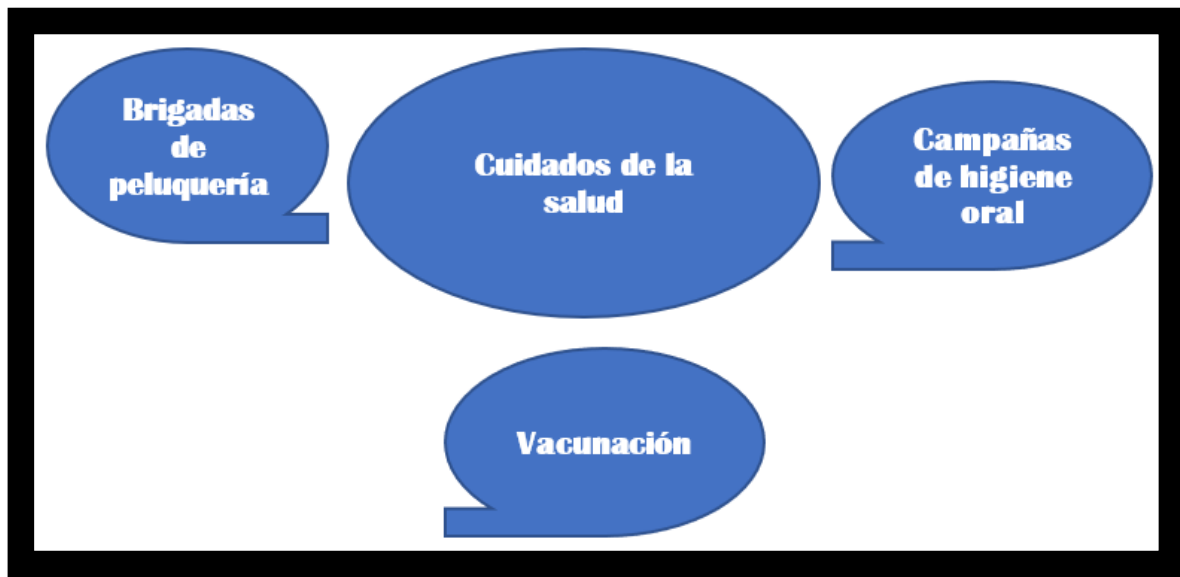 Brigadas
de
peluquería
Cuidados de la
salud
Campañas
de higiene
oral
Vacunación